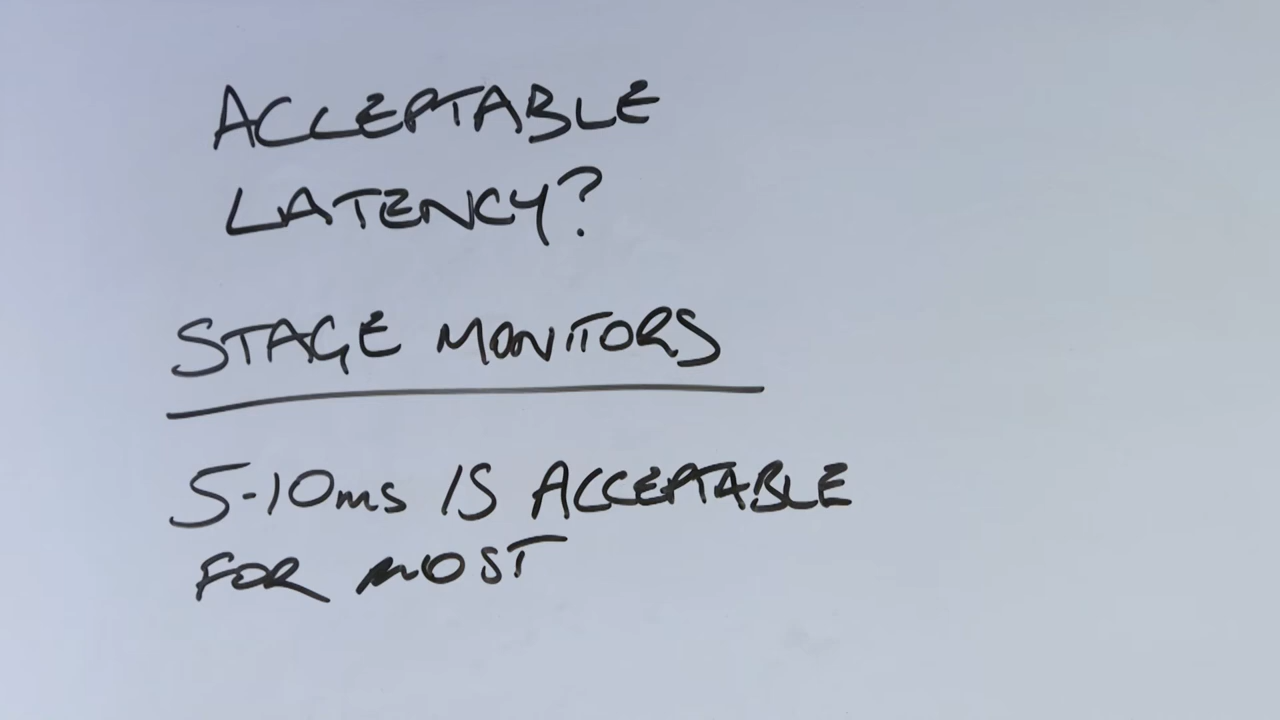 ACCEPTABLE
LATENCY?
STAGE MONITORS
5-10ms IS ACCEPTABLE
FOR MOST